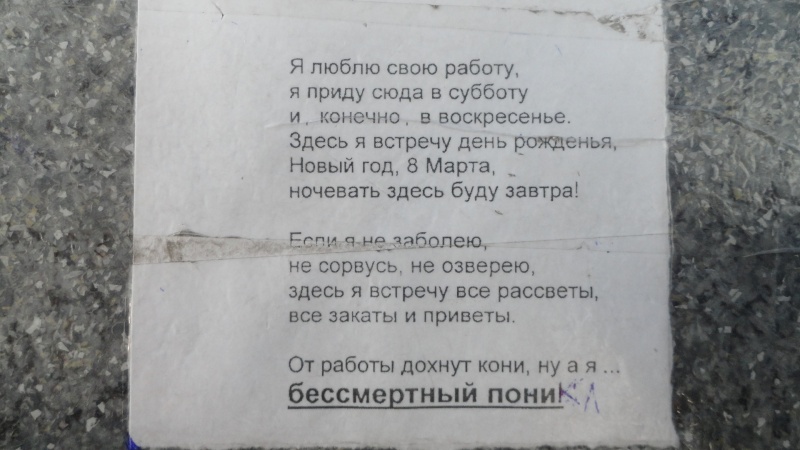 Я люблю свою работу,
я приду сюда в субботу
и, конечно, в воскресенье.
Здесь я встречу день рожденья,
Новый год, 8 Марта,
ночевать здесь буду завтра!
Если я не заболею,
не сорвусь, не озверею,
здесь я встречу все рассветы,
все закаты и приветы.
От работы дохнут кони, ну а я ...
бессмертный пони